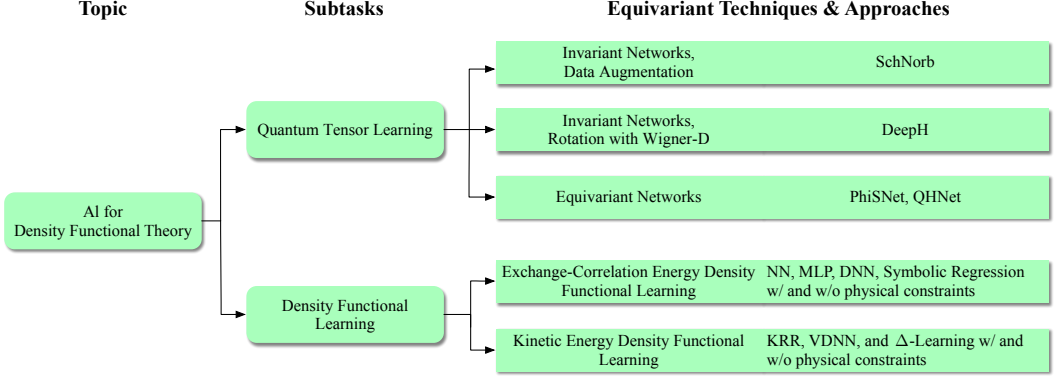 Topic
Subtasks
Equivariant Techniques & Approaches
AI for
Density Functional Theory
Quantum Tensor Learning
Invariant Networks,
Data Augmentation
SchNorb
Invariant Networks,
Rotation with Wigner-D
DeepH
Equivariant Networks
PhiSNet, QHNet
Density Functional
Learning
Exchange-Correlation Energy Density
Functional Learning
NN, MLP, DNN, Symbolic Regression
w/ and w/o physical constraints
Kinetic Energy Density Functional
Learning
KRR, VDNN, and Δ-Learning w/ and
w/o physical constraints